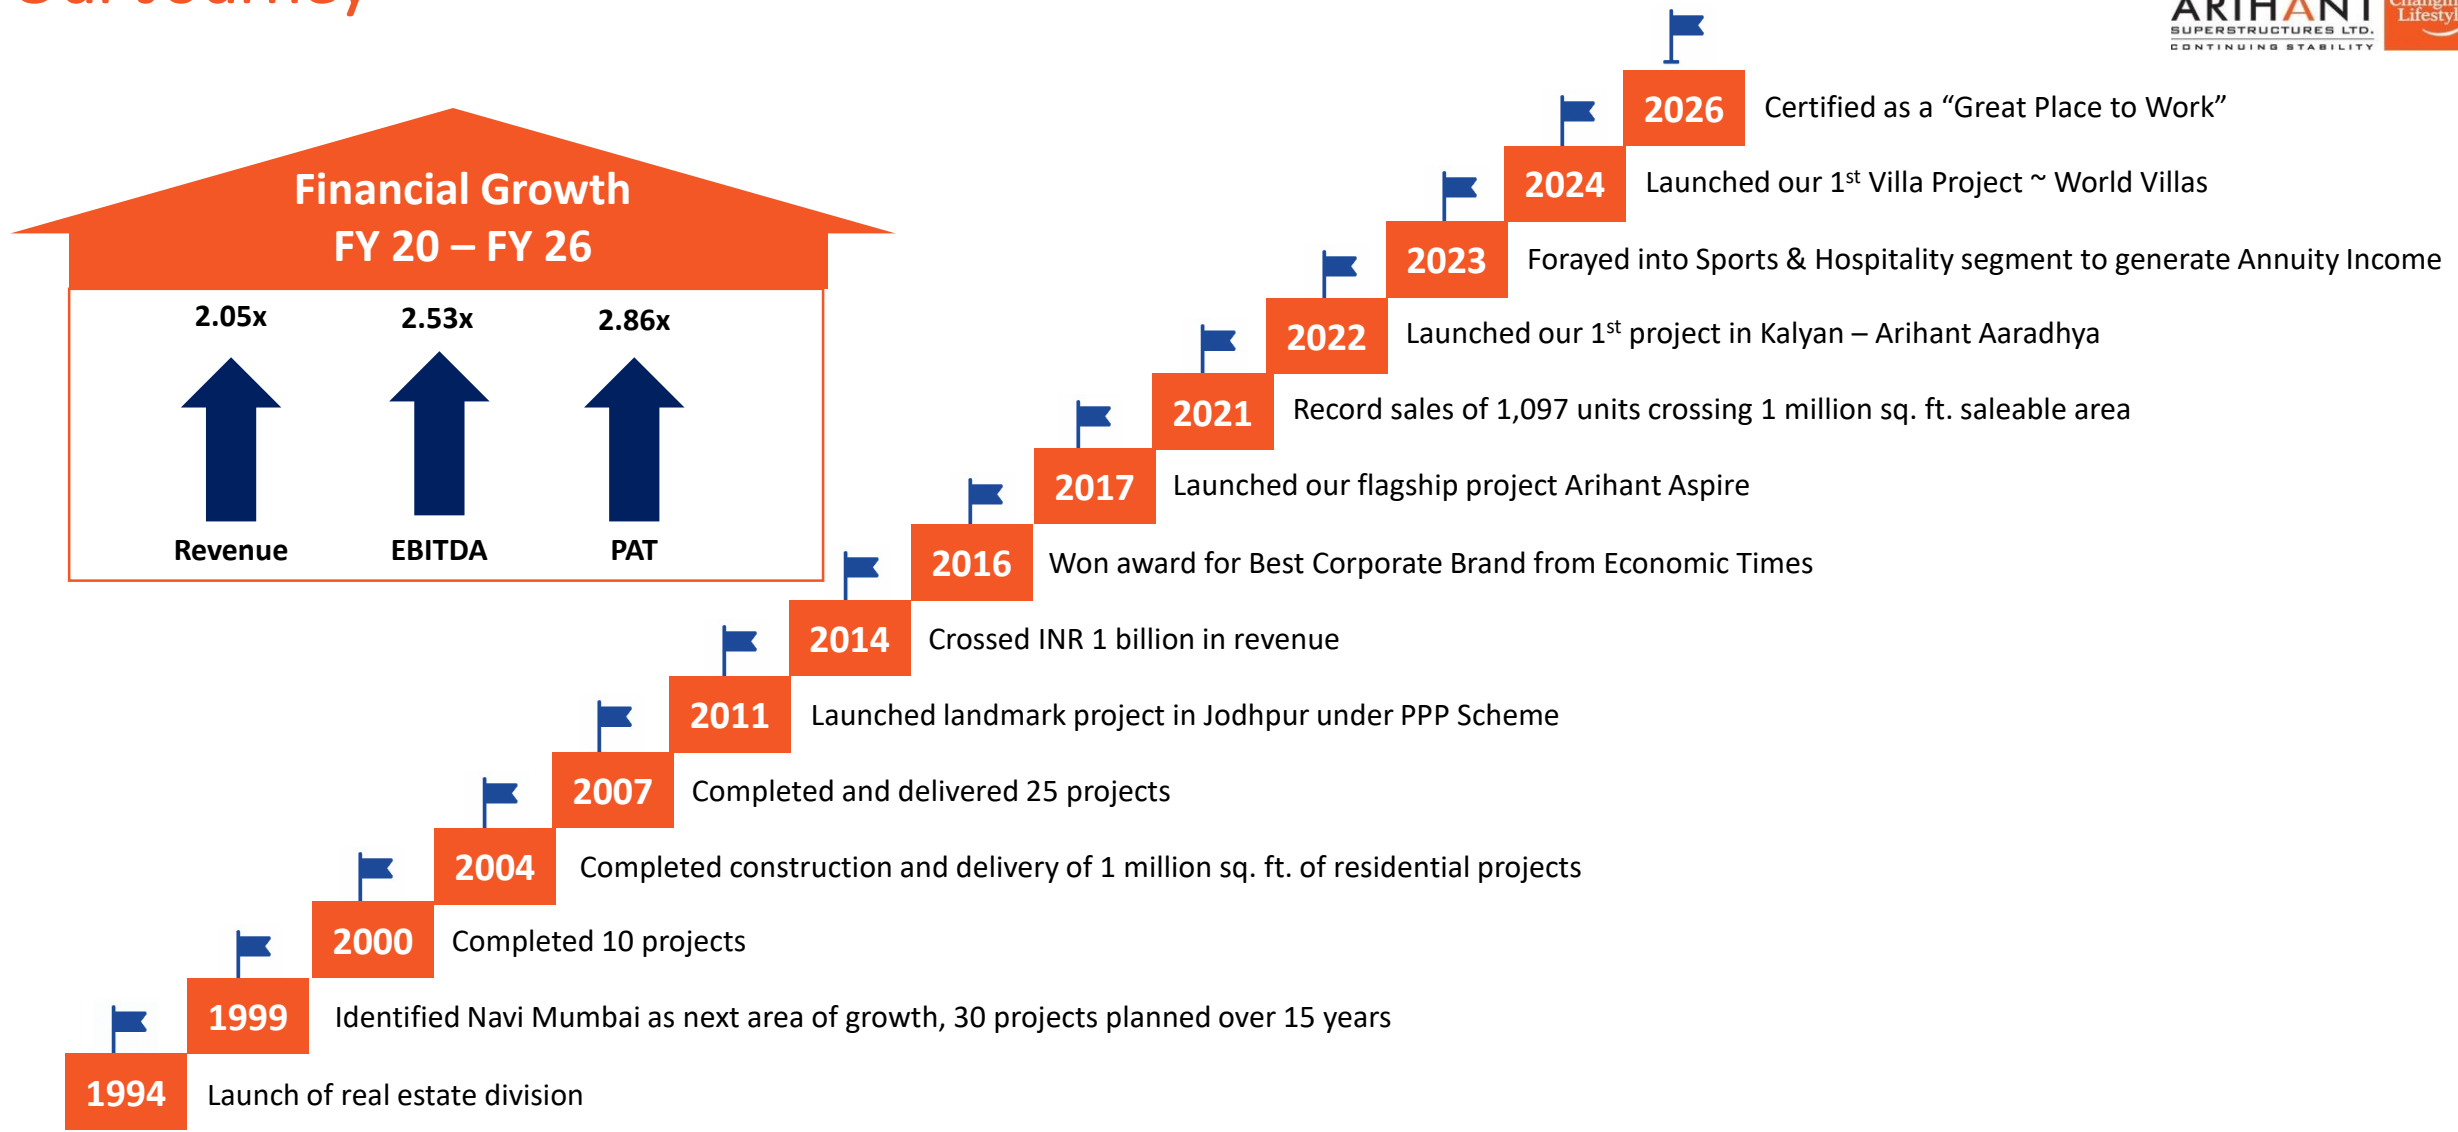 Our Journey
ARIHANT
SUPERSTRUCTURES LTD.
CONTINUING STABILITY
Lifestyl
Financial Growth
FY 20 – FY 26
2.05x
2.53x
2.86x
Revenue
EBITDA
PAT
2026 Certified as a “Great Place to Work”
2024 Launched our 1st Villa Project ~ World Villas
2023 Forayed into Sports & Hospitality segment to generate Annuity Income
2022 Launched our 1st project in Kalyan – Arihant Aaradhya
2021 Record sales of 1,097 units crossing 1 million sq. ft. saleable area
2017 Launched our flagship project Arihant Aspire
2016 Won award for Best Corporate Brand from Economic Times
2014 Crossed INR 1 billion in revenue
2011 Launched landmark project in Jodhpur under PPP Scheme
2007 Completed and delivered 25 projects
2004 Completed construction and delivery of 1 million sq. ft. of residential projects
2000 Completed 10 projects
1999 Identified Navi Mumbai as next area of growth, 30 projects planned over 15 years
1994 Launch of real estate division